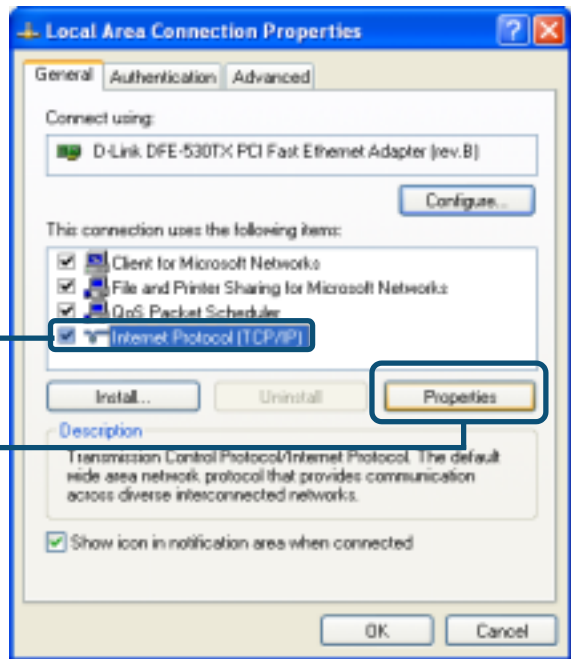 Local Area Connection Properties
General Authentication Advanced
Connect using:
D-Link DFE-530TX PCI Fast Ethernet Adapter (rev.B)
Configure...
This connection uses the following items:
Client for Microsoft Networks
File and Printer Sharing for Microsoft Networks
QoS Packet Scheduler
Internet Protocol (TCP/IP)
Install... Uninstall Properties
Description
Transmission Control Protocol/Internet Protocol. The default
wide area network protocol that provides communication
across diverse interconnected networks.
Show icon in notification area when connected
OK Cancel